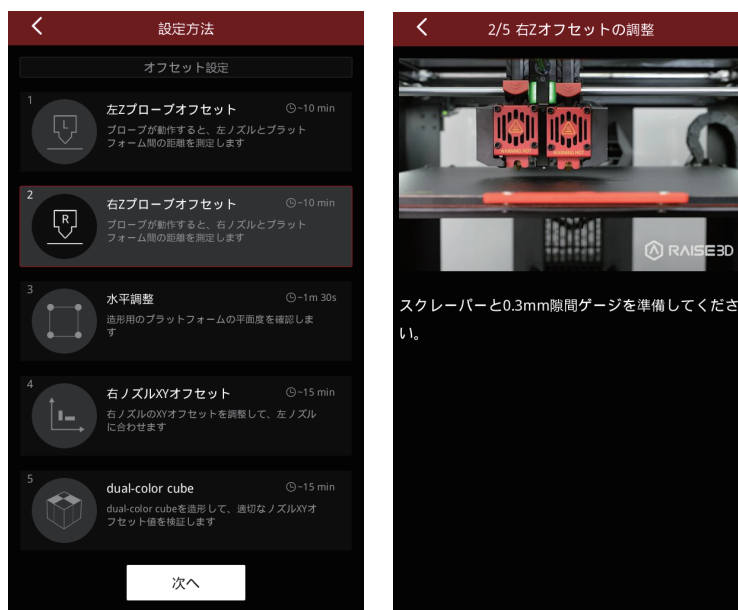 設定方法
オフセット設定
1
左Zプローブオフセット
~10 min
プローブが動作すると、左ノズルとプラット
フォーム間の距離を測定します
L
2
右Zプローブオフセット
~10 min
プローブが動作すると、右ノズルとプラット
フォーム間の距離を測定します
R
3
水平調整
~1m 30s
造形用のプラットフォームの平面度を確認しま
す
4
右ノズルXYオフセット
~15 min
右ノズルのXYオフセットを調整して、左ノズル
に合わせます
5
dual-color cube
~15 min
dual-color cubeを造形して、適切なノズルXYオ
フセット値を検証します
次へ
2/5 右Zオフセットの調整
WARNING HOT
WARNING HOT
RAISE3D
スクレーパーと0.3mm隙間ゲージを準備してくださ
い。